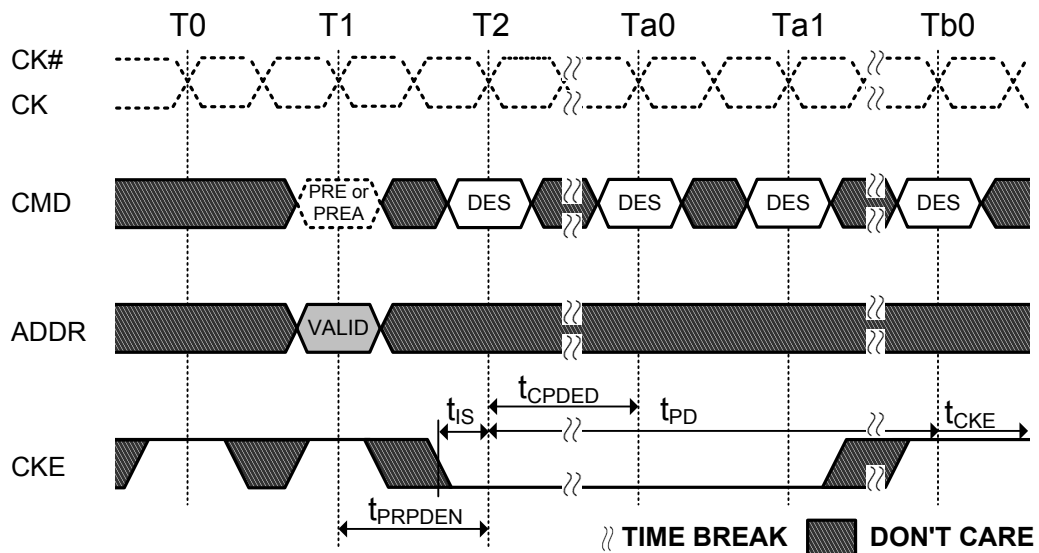 T0 T1 T2 Ta0 Ta1 Tb0
CK#
CK
CMD
PRE or
PREA
DES DES DES DES
ADDR
VALID
tCPDED
tIS
tPD
tCKE
CKE
tPRPDEN
TIME BREAK DON'T CARE